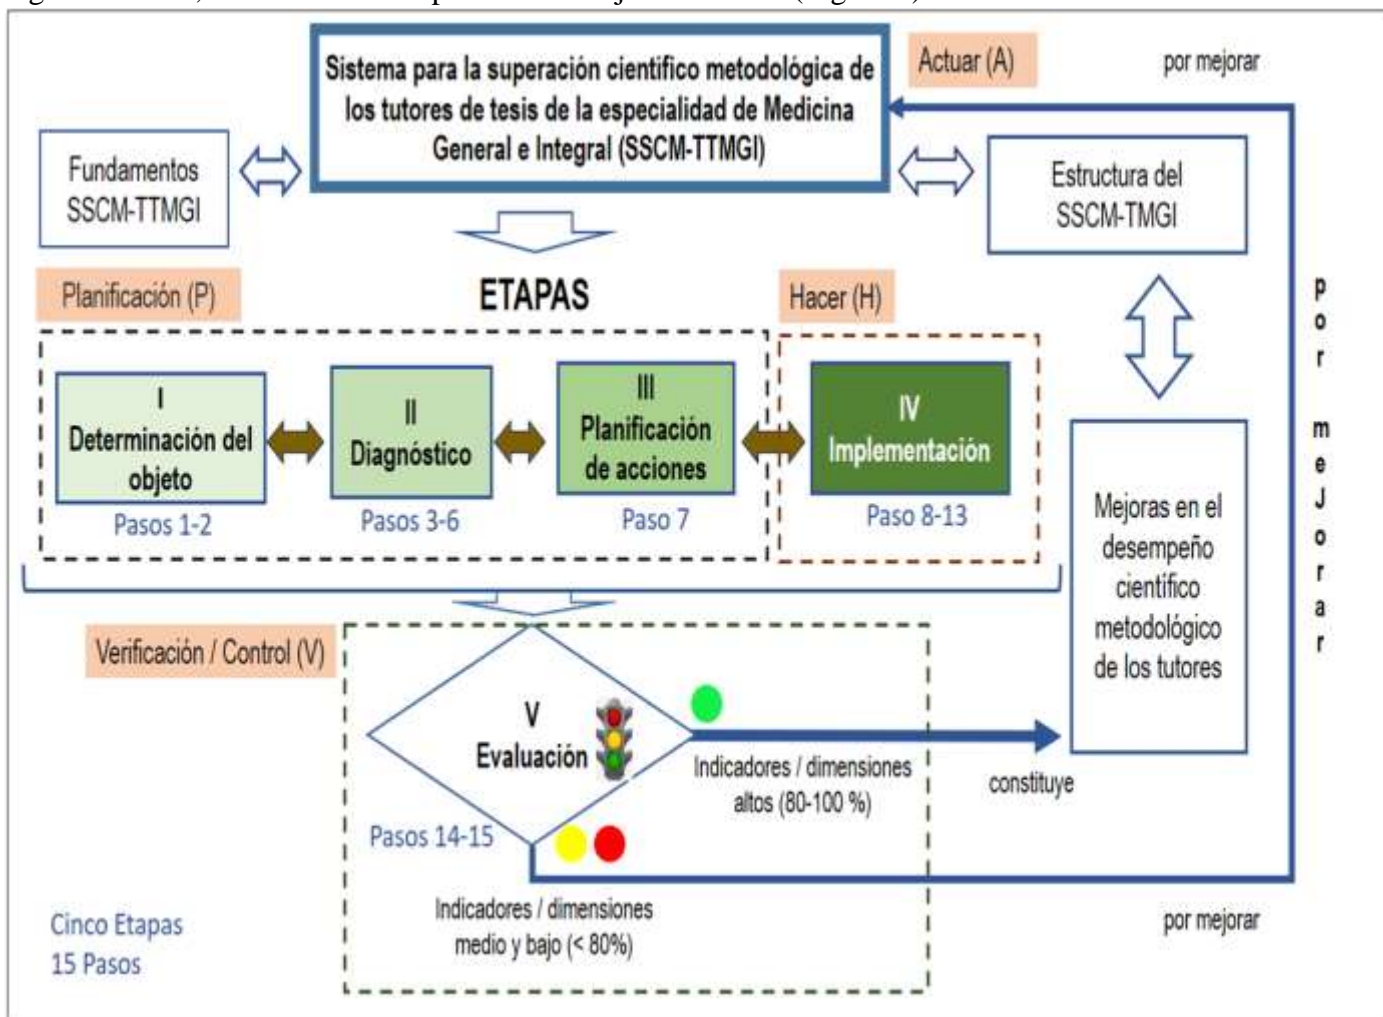 Sistema para la superación científico metodológica de
los tutores de tesis de la especialidad de Medicina
General e Integral (SSCM-TTMGI)
Actuar (A)
por mejorar
Fundamentos
SSCM-TTMGI
Estructura del
SSCM-TMGI
Planificación (P)
ETAPAS
Hacer (H)
I
Determinación del
objeto
Pasos 1-2
II
Diagnóstico
Pasos 3-6
III
Planificación
de acciones
Paso 7
IV
Implementación
Paso 8-13
por meJorar
Mejoras en el
desempeño
científico
metodológico
de los tutores
Verificación / Control (V)
V
Evaluación
Pasos 14-15
Indicadores / dimensiones
altos (80-100 %)
constituye
Indicadores / dimensiones
medio y bajo (< 80%)
por mejorar
Cinco Etapas
15 Pasos